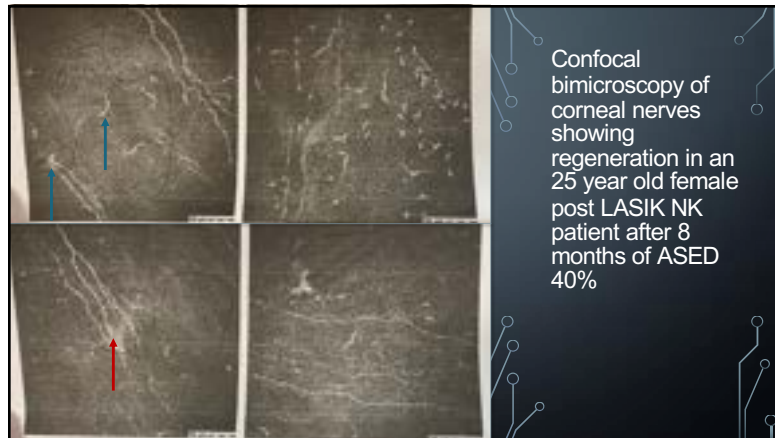 Confocal
bimicroscopy of
corneal nerves
showing
regeneration in an
25 year old female
post LASIK NK
patient after 8
months of ASED
40%